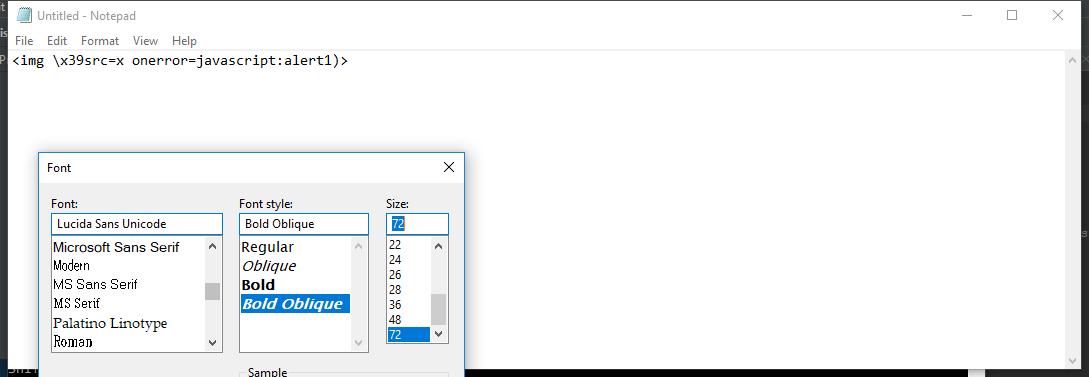 Untitled - Notepad
File Edit Format View Help
<img \x39src=x onerror=javascript:alert1)>
Font
Font: Font style: Size:
Lucida Sans Unicode Bold Oblique 72
Microsoft Sans Serif Regular 22
Modern Oblique 24
MS Sans Serif Bold 26
MS Serif Bold Oblique 28
Palatino Linotype 36
Roman 48
72
Sample